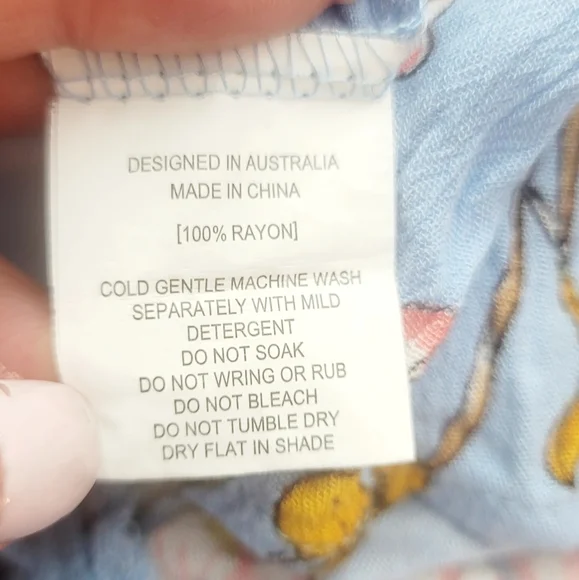 DESIGNED IN AUSTRALIA
MADE IN CHINA
[100% RAYON]
COLD GENTLE MACHINE WASH
SEPARATELY WITH MILD
DETERGENT
DO NOT SOAK
DO NOT WRING OR RUB
DO NOT BLEACH
DO NOT TUMBLE DRY
DRY FLAT IN SHADE